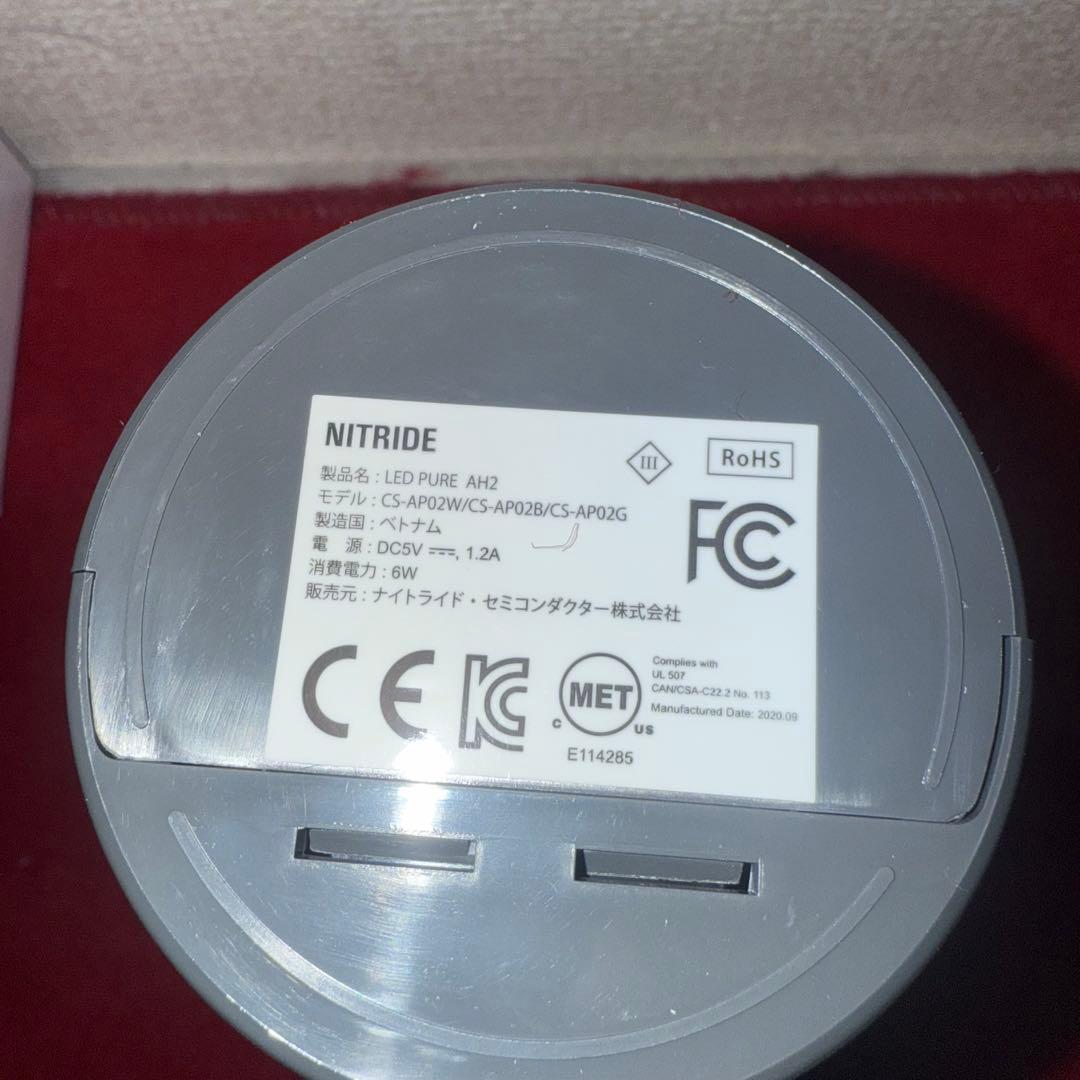 NITRIDE
III
RoHS
製品名 : LED PURE AH2
モデル : CS-AP02W/CS-AP02B/CS-AP02G
製造国 : ベトナム
電 源 : DC5V ⎓, 1.2A
消費電力 : 6W
販売元 : ナイトライド・セミコンダクター株式会社
FC
CE
KC
C MET US
E114285
Complies with
UL 507
CAN/CSA-C22.2 No. 113
Manufactured Date: 2020.09